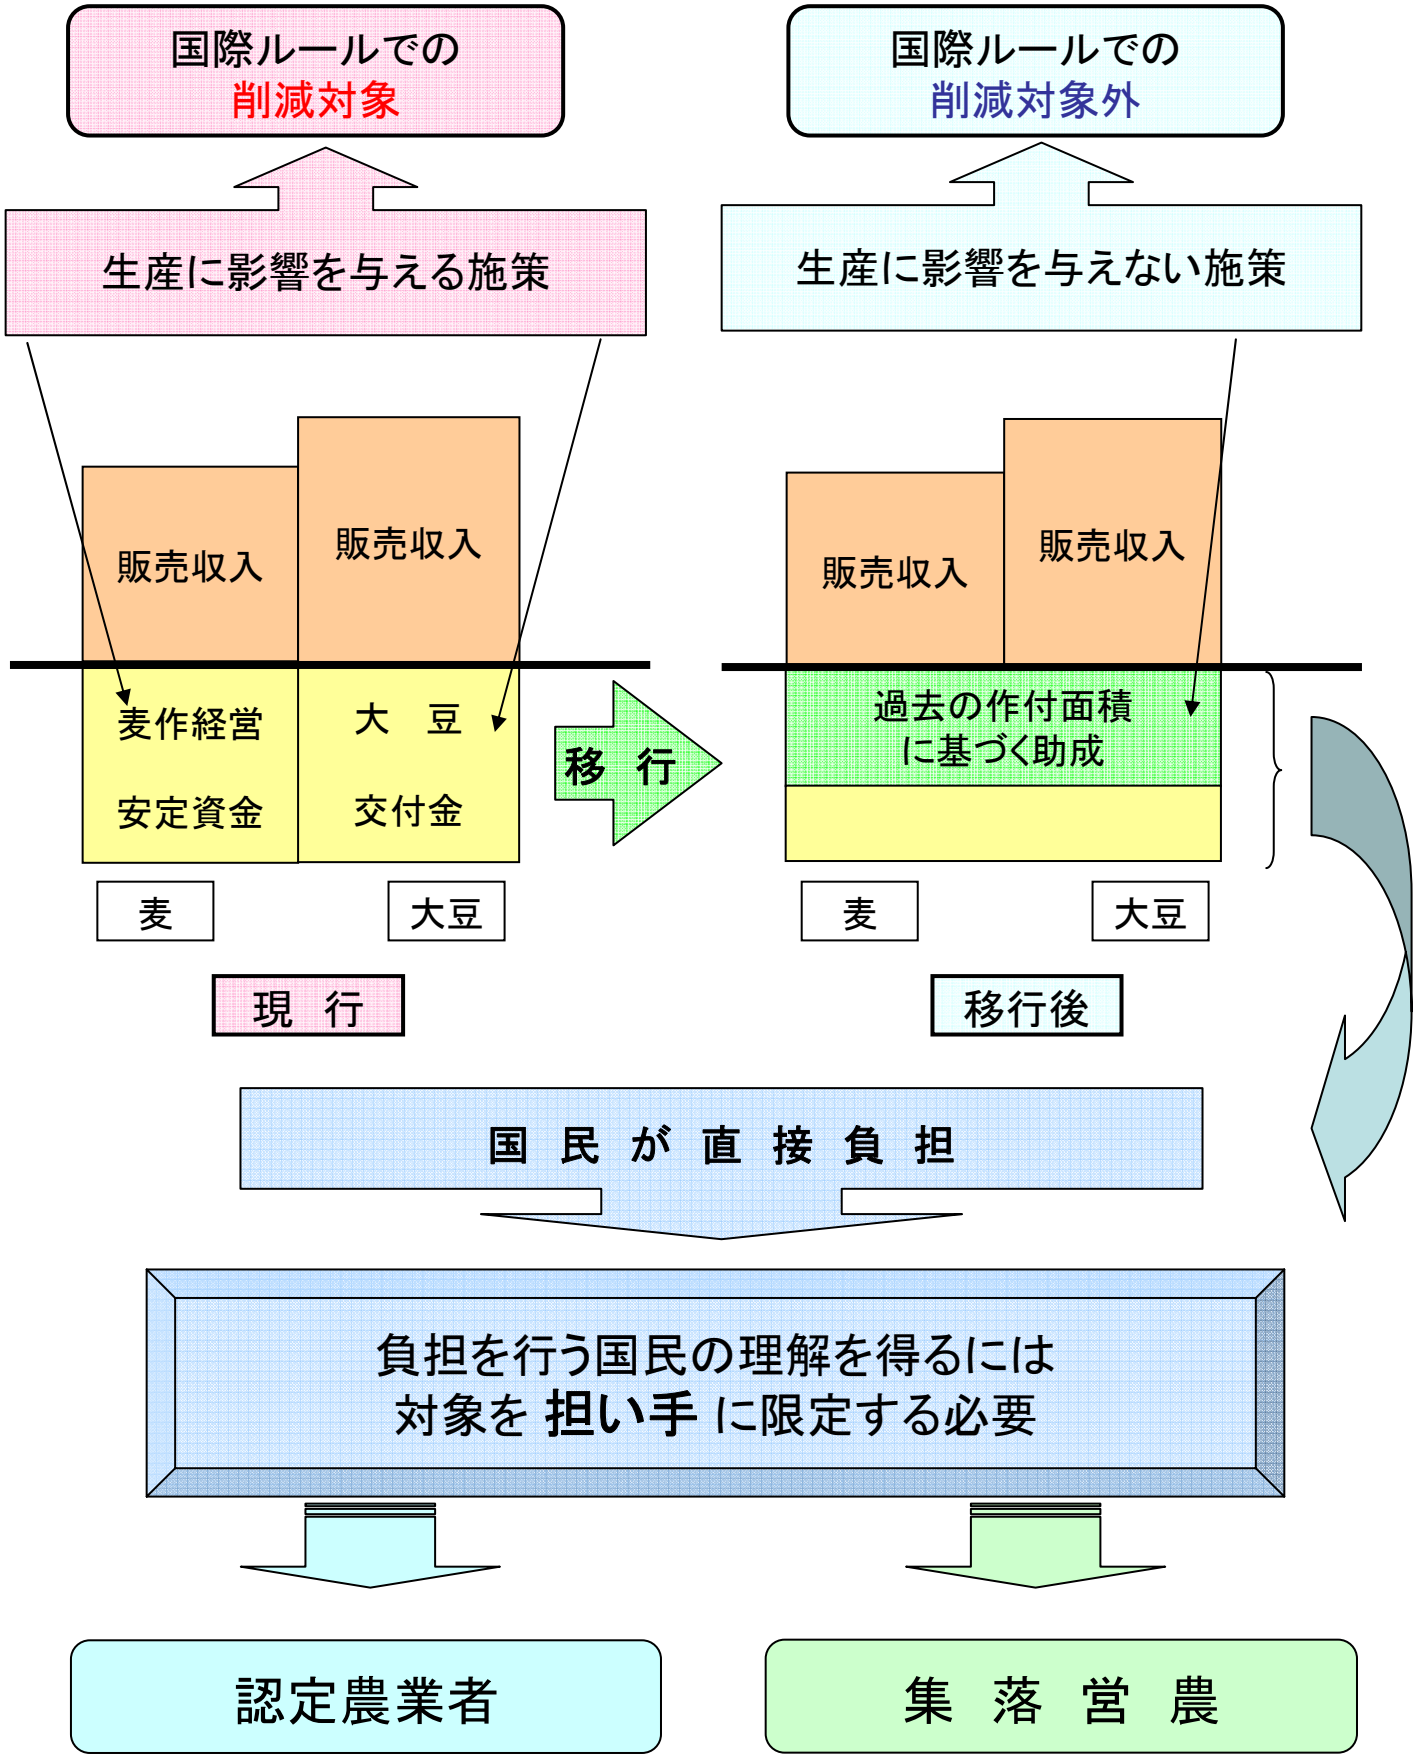 国際ルールでの
削減対象
国際ルールでの
削減対象外
生産に影響を与える施策
生産に影響を与えない施策
販売収入
販売収入
販売収入
販売収入
麦作経営
安定資金
大　豆
交付金
移　行
過去の作付面積
に基づく助成
麦
大豆
麦
大豆
現　行
移行後
国　民　が　直　接　負　担
負担を行う国民の理解を得るには
対象を 担い手 に限定する必要
認定農業者
集　落　営　農